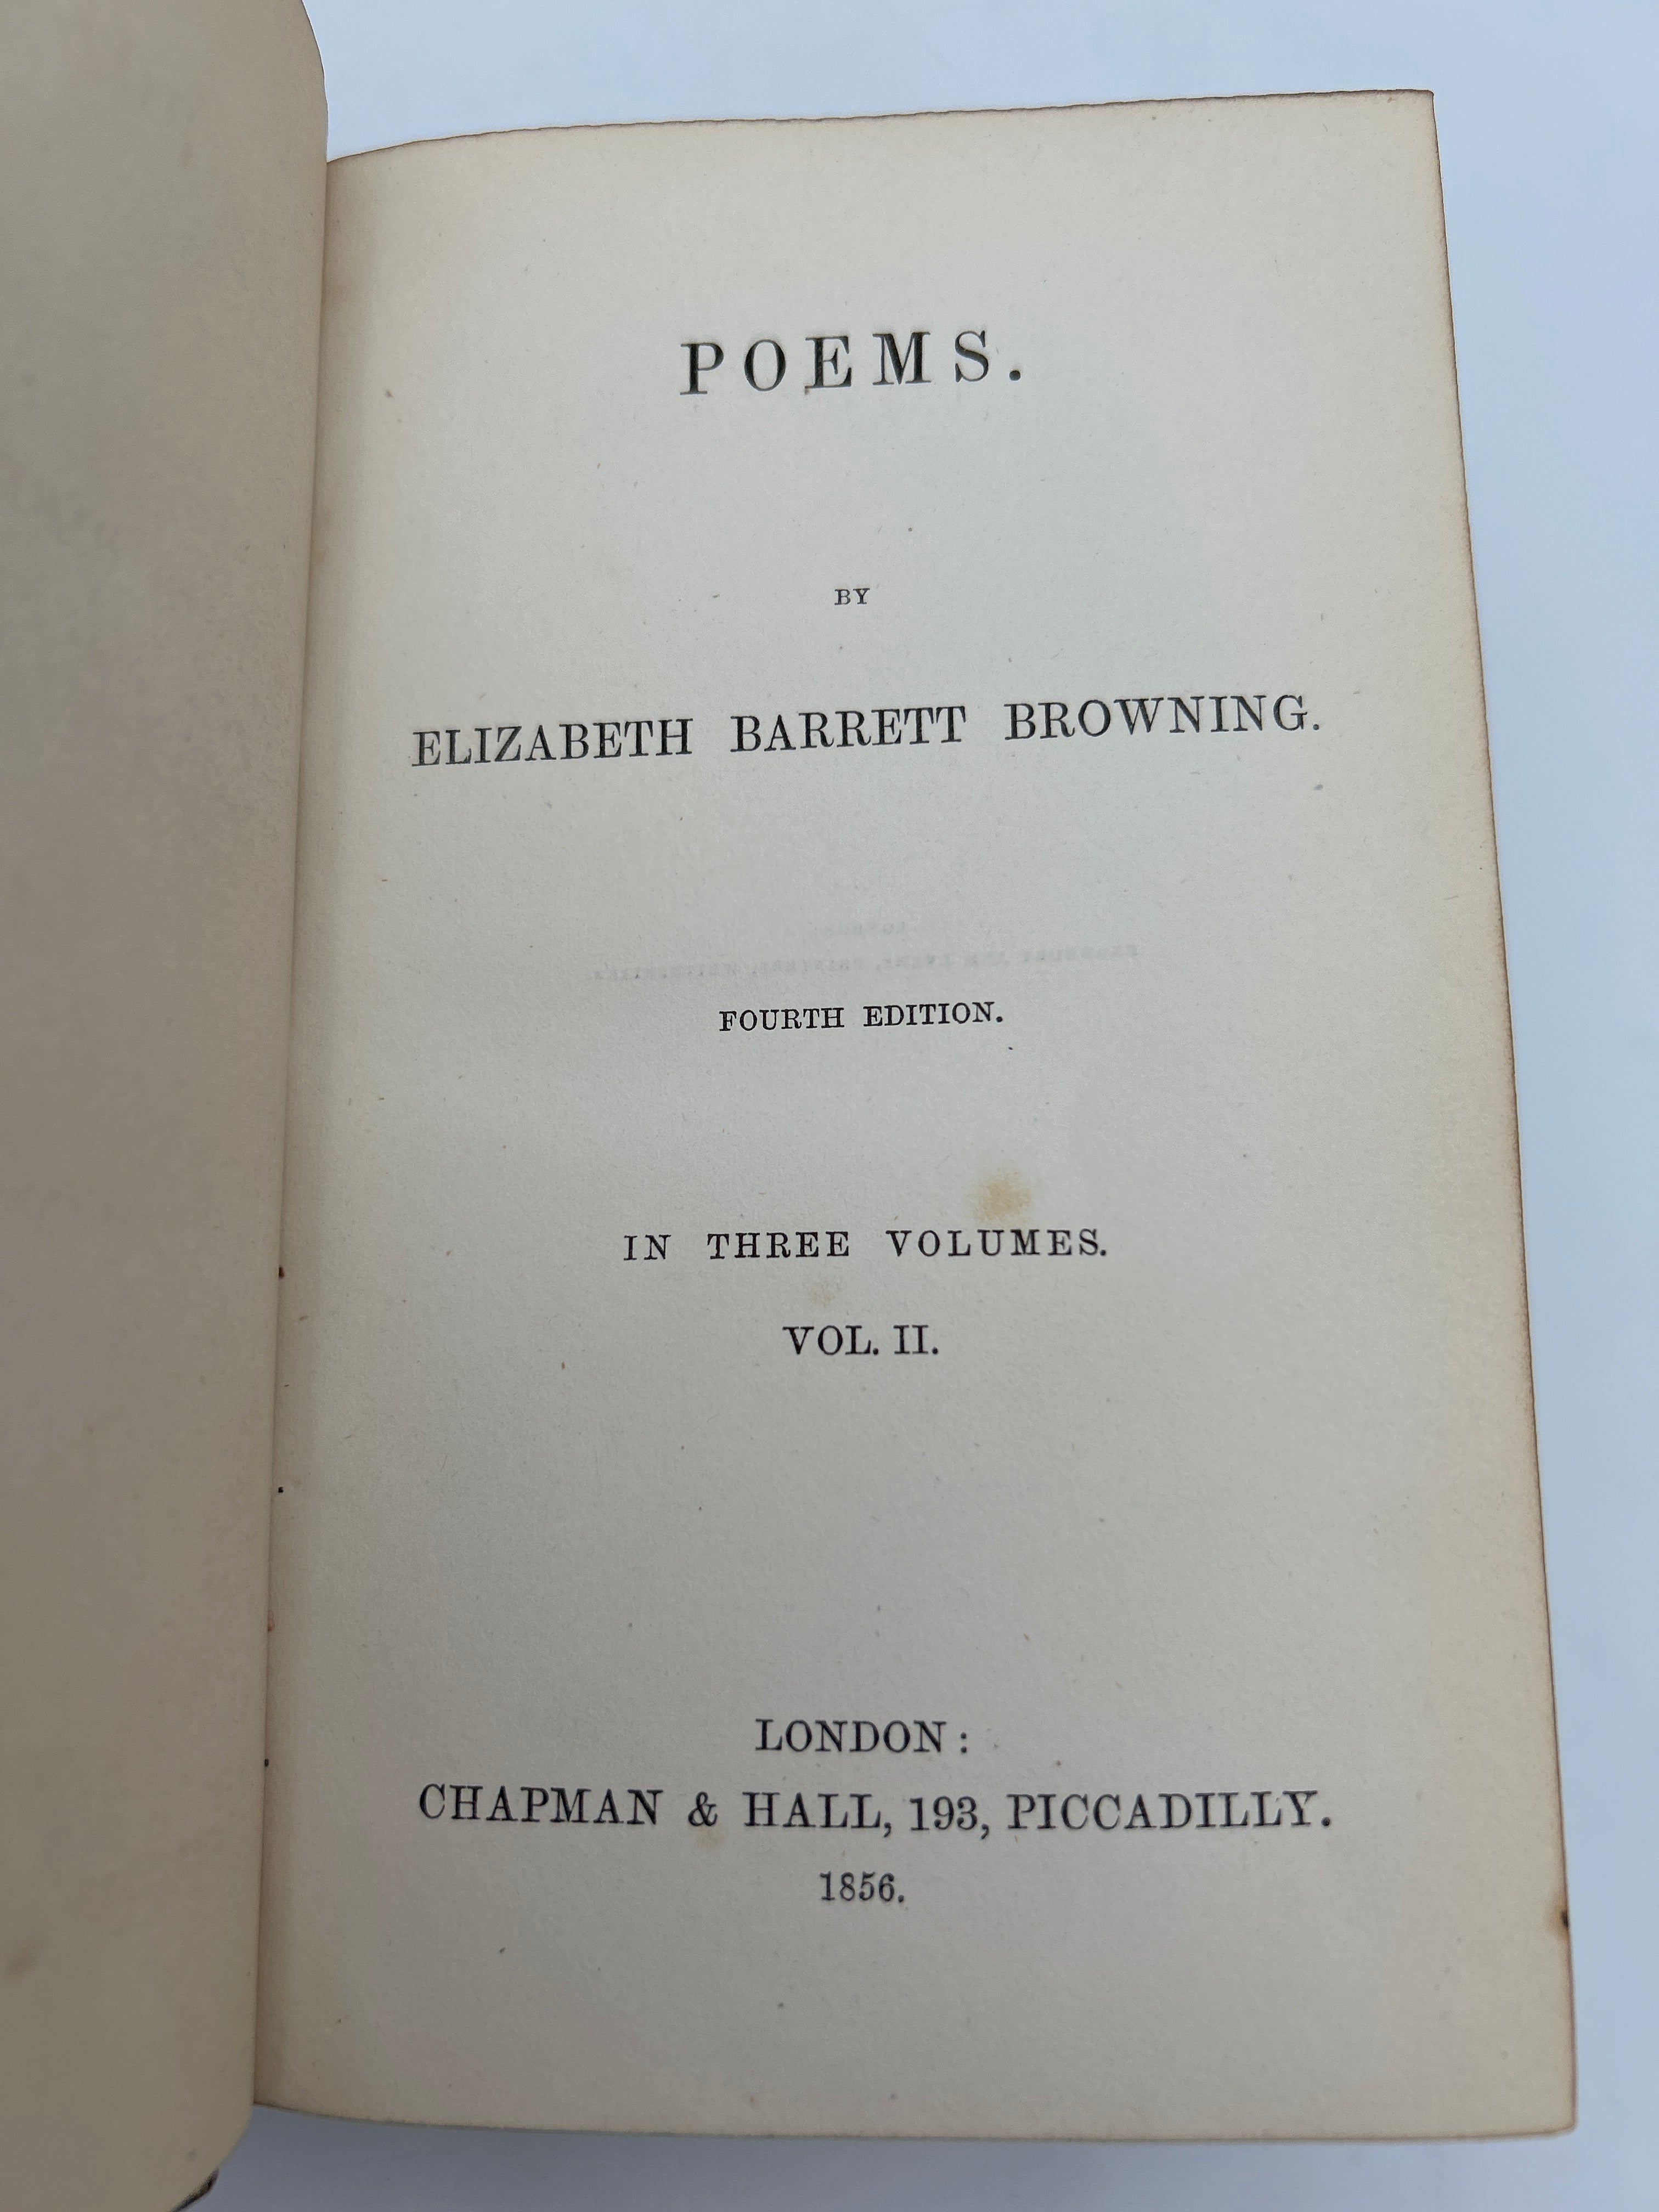 POEMS.
BY
ELIZABETH BARRETT BROWNING.
FOURTH EDITION.
IN THREE VOLUMES.
VOL. II.
LONDON:
CHAPMAN & HALL, 193, PICCADILLY.
1856.